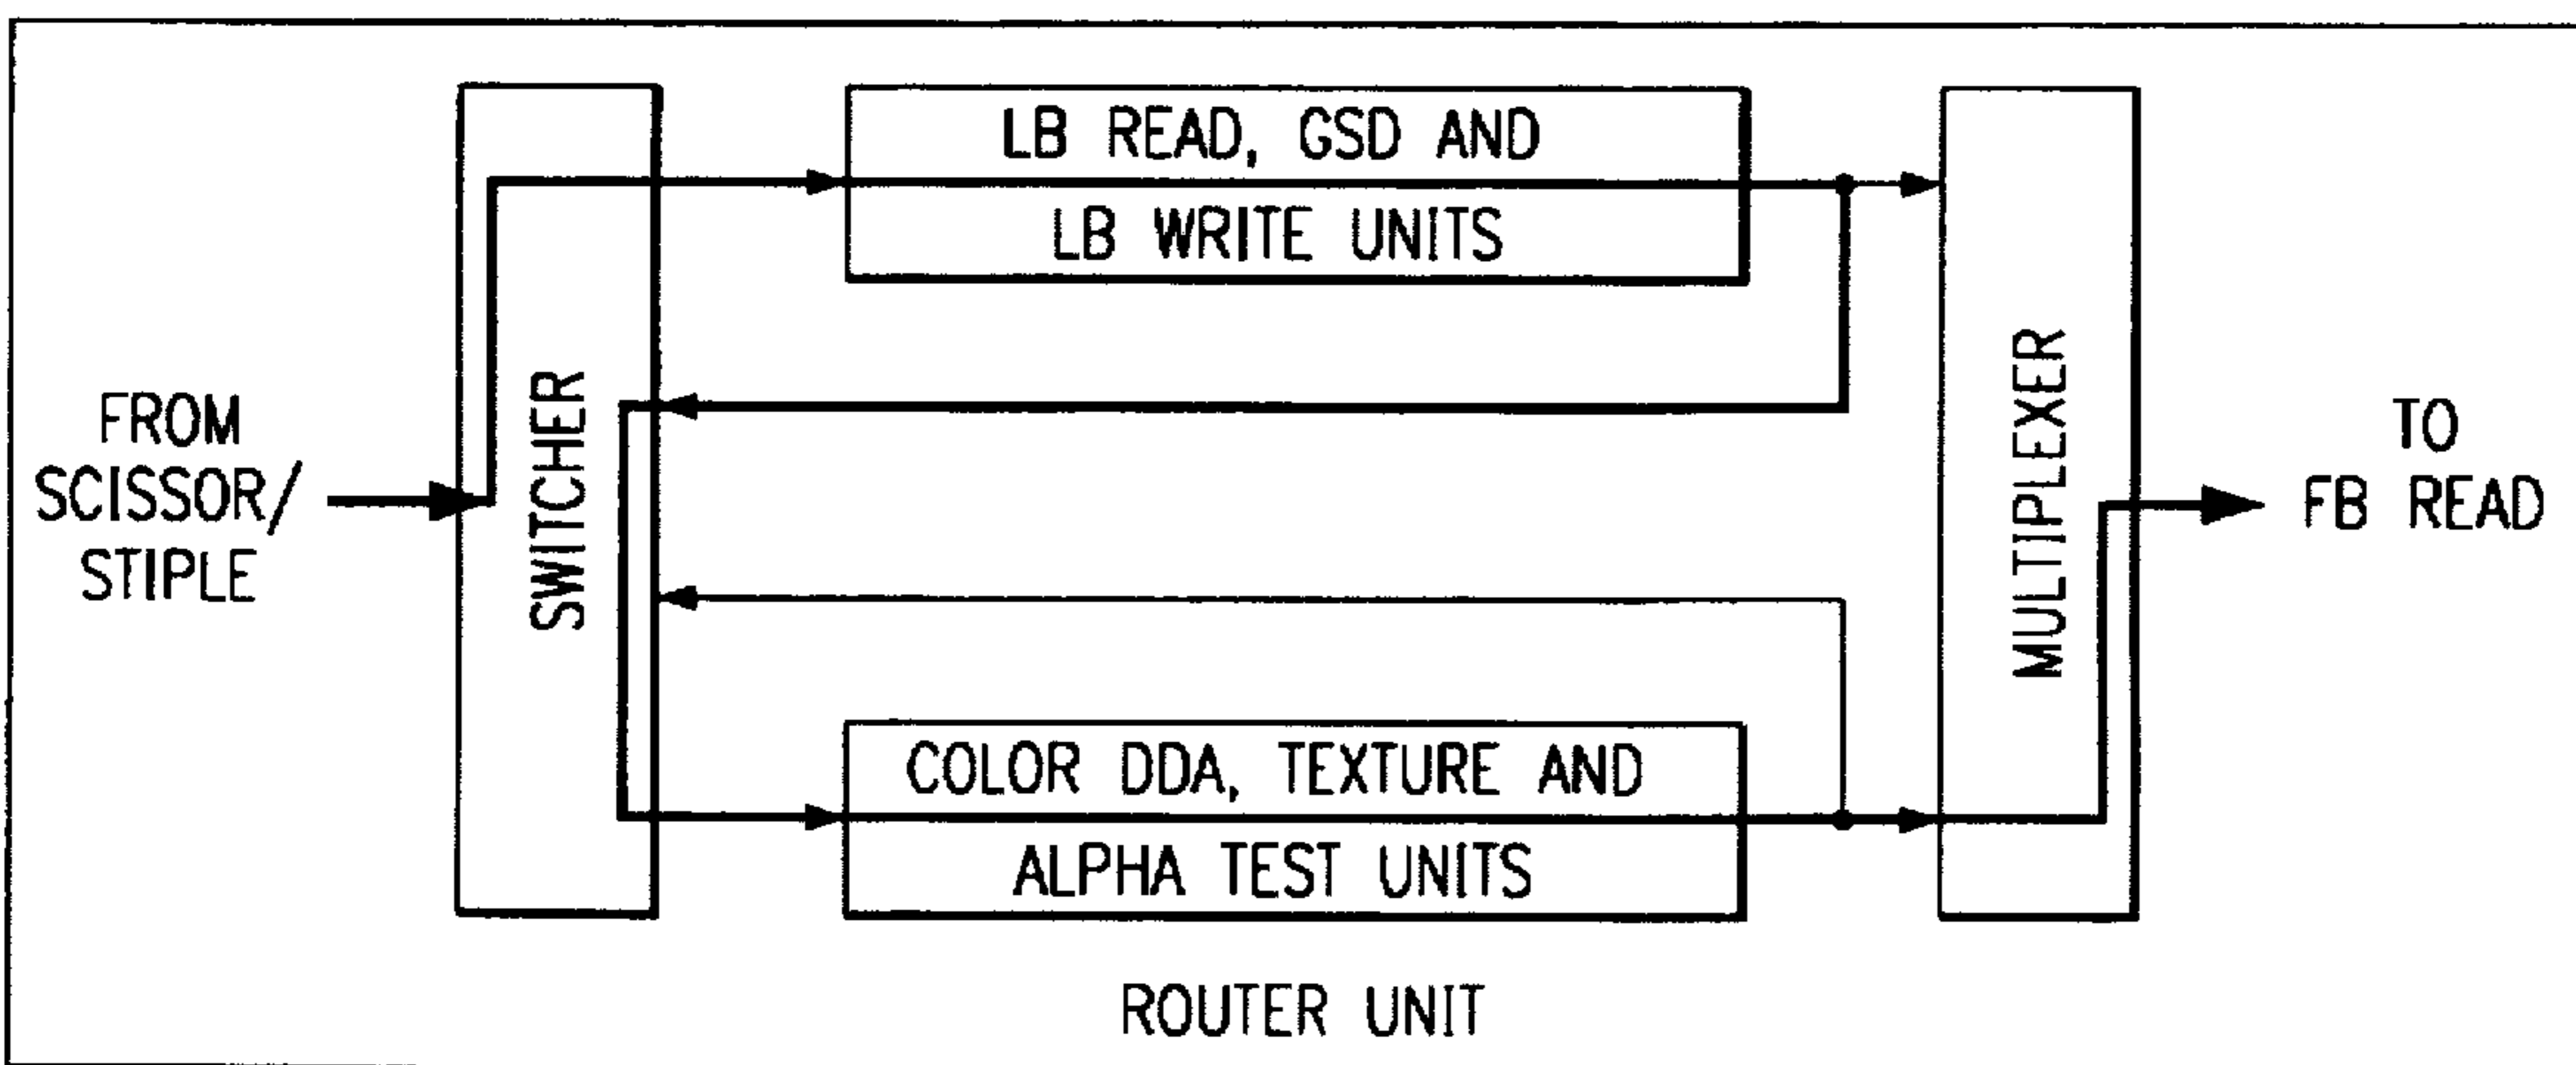 LB READ, GSD AND
LB WRITE UNITS
FROM
SCISSOR/
STIPLE
SWITCHER
MULTIPLEXER
TO
FB READ
COLOR DDA, TEXTURE AND
ALPHA TEST UNITS
ROUTER UNIT